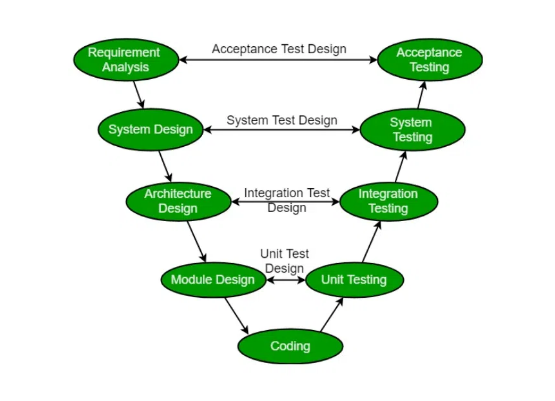 Requirement
Analysis
Acceptance Test Design
Acceptance
Testing
System Design
System Test Design
System
Testing
Architecture
Design
Integration Test
Design
Integration
Testing
Module Design
Unit Test
Design
Unit Testing
Coding